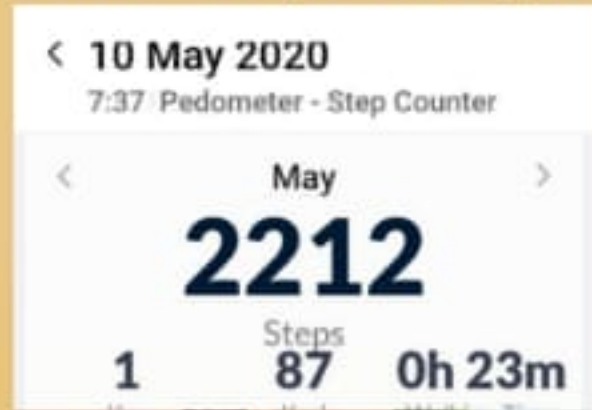 10 May 2020
7:37 Pedometer - Step Counter
May
2212
Steps
1 87 0h 23m